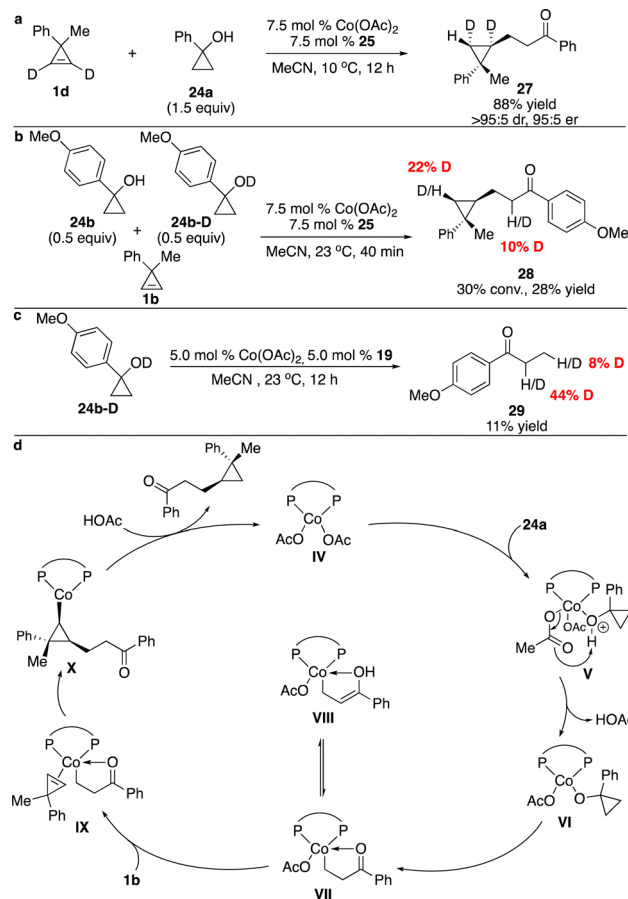 a
Ph Me
D D
1d
+
Ph OH
24a
(1.5 equiv)
7.5 mol % Co(OAc)2
7.5 mol % 25
MeCN, 10 °C, 12 h
D D O
H
Ph
Ph Me
27
88% yield
>95:5 dr, 95:5 er
b
MeO
OH
24b
(0.5 equiv)
MeO
OD
24b-D
(0.5 equiv)
+
Ph Me
1b
7.5 mol % Co(OAc)2
7.5 mol % 25
MeCN, 23 °C, 40 min
22% D
D/H
H
O
H/D
Ph Me
OMe
10% D
28
30% conv., 28% yield
c
MeO
OD
24b-D
5.0 mol % Co(OAc)2, 5.0 mol % 19
MeCN , 23 °C, 12 h
O
H/D 8% D
H/D
MeO
44% D
29
11% yield
d
Ph Me
O
Ph
HOAc
P P
Co
AcO OAc
IV
24a
P P
Co
Ph
O
OAc
O
H
+
Me O
V
HOAc
P P
Co
Ph
AcO O
VI
P P
Co
OH
AcO
Ph
VIII
P P
Co
O
AcO
Ph
VII
1b
P P
Co
O
Me
Ph
Ph
IX
P P
Co
Ph
Me
O
Ph
X